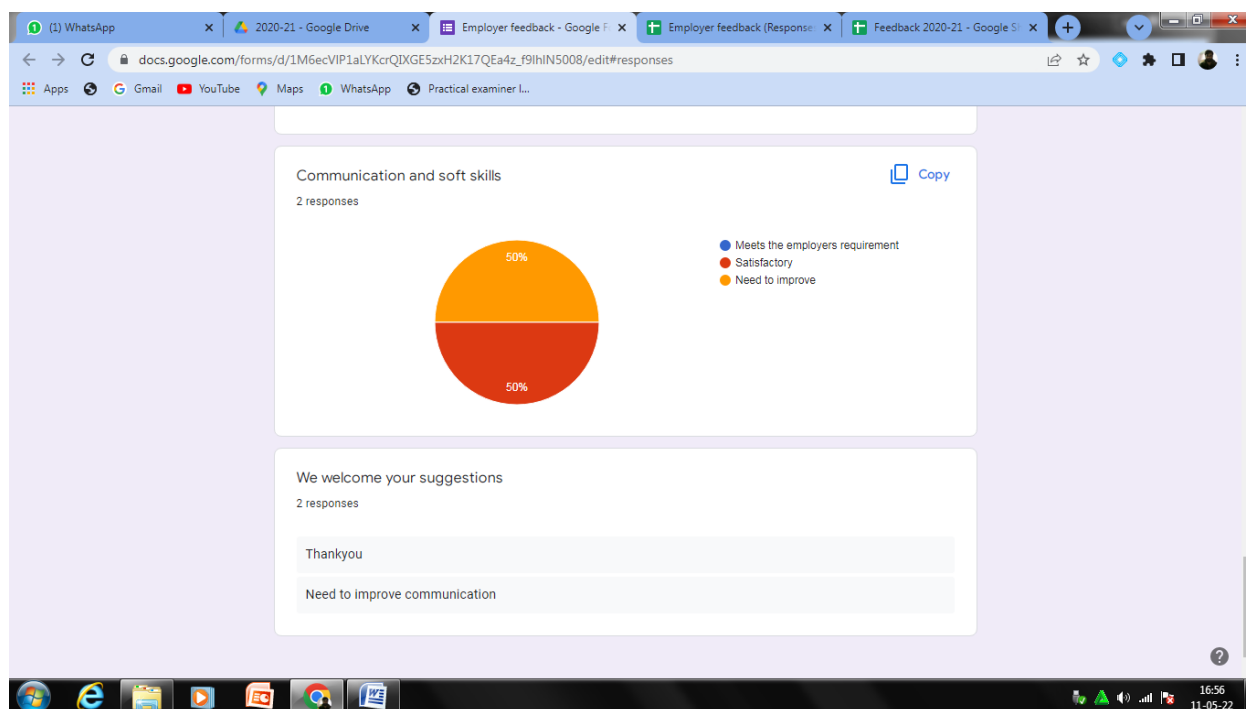 (1) WhatsApp
2020-21 - Google Drive
Employer feedback - Google F
Employer feedback (Response
Feedback 2020-21 - Google Sh
docs.google.com/forms/d/1M6ecVIP1aLYKcrQIXGE5zxH2K17QEa4z_f9IhIN5008/edit#responses
Apps
Gmail
YouTube
Maps
WhatsApp
Practical examiner l...
Communication and soft skills
Copy
2 responses
50%
50%
Meets the employers requirement
Satisfactory
Need to improve
We welcome your suggestions
2 responses
Thankyou
Need to improve communication
16:56
11-05-22